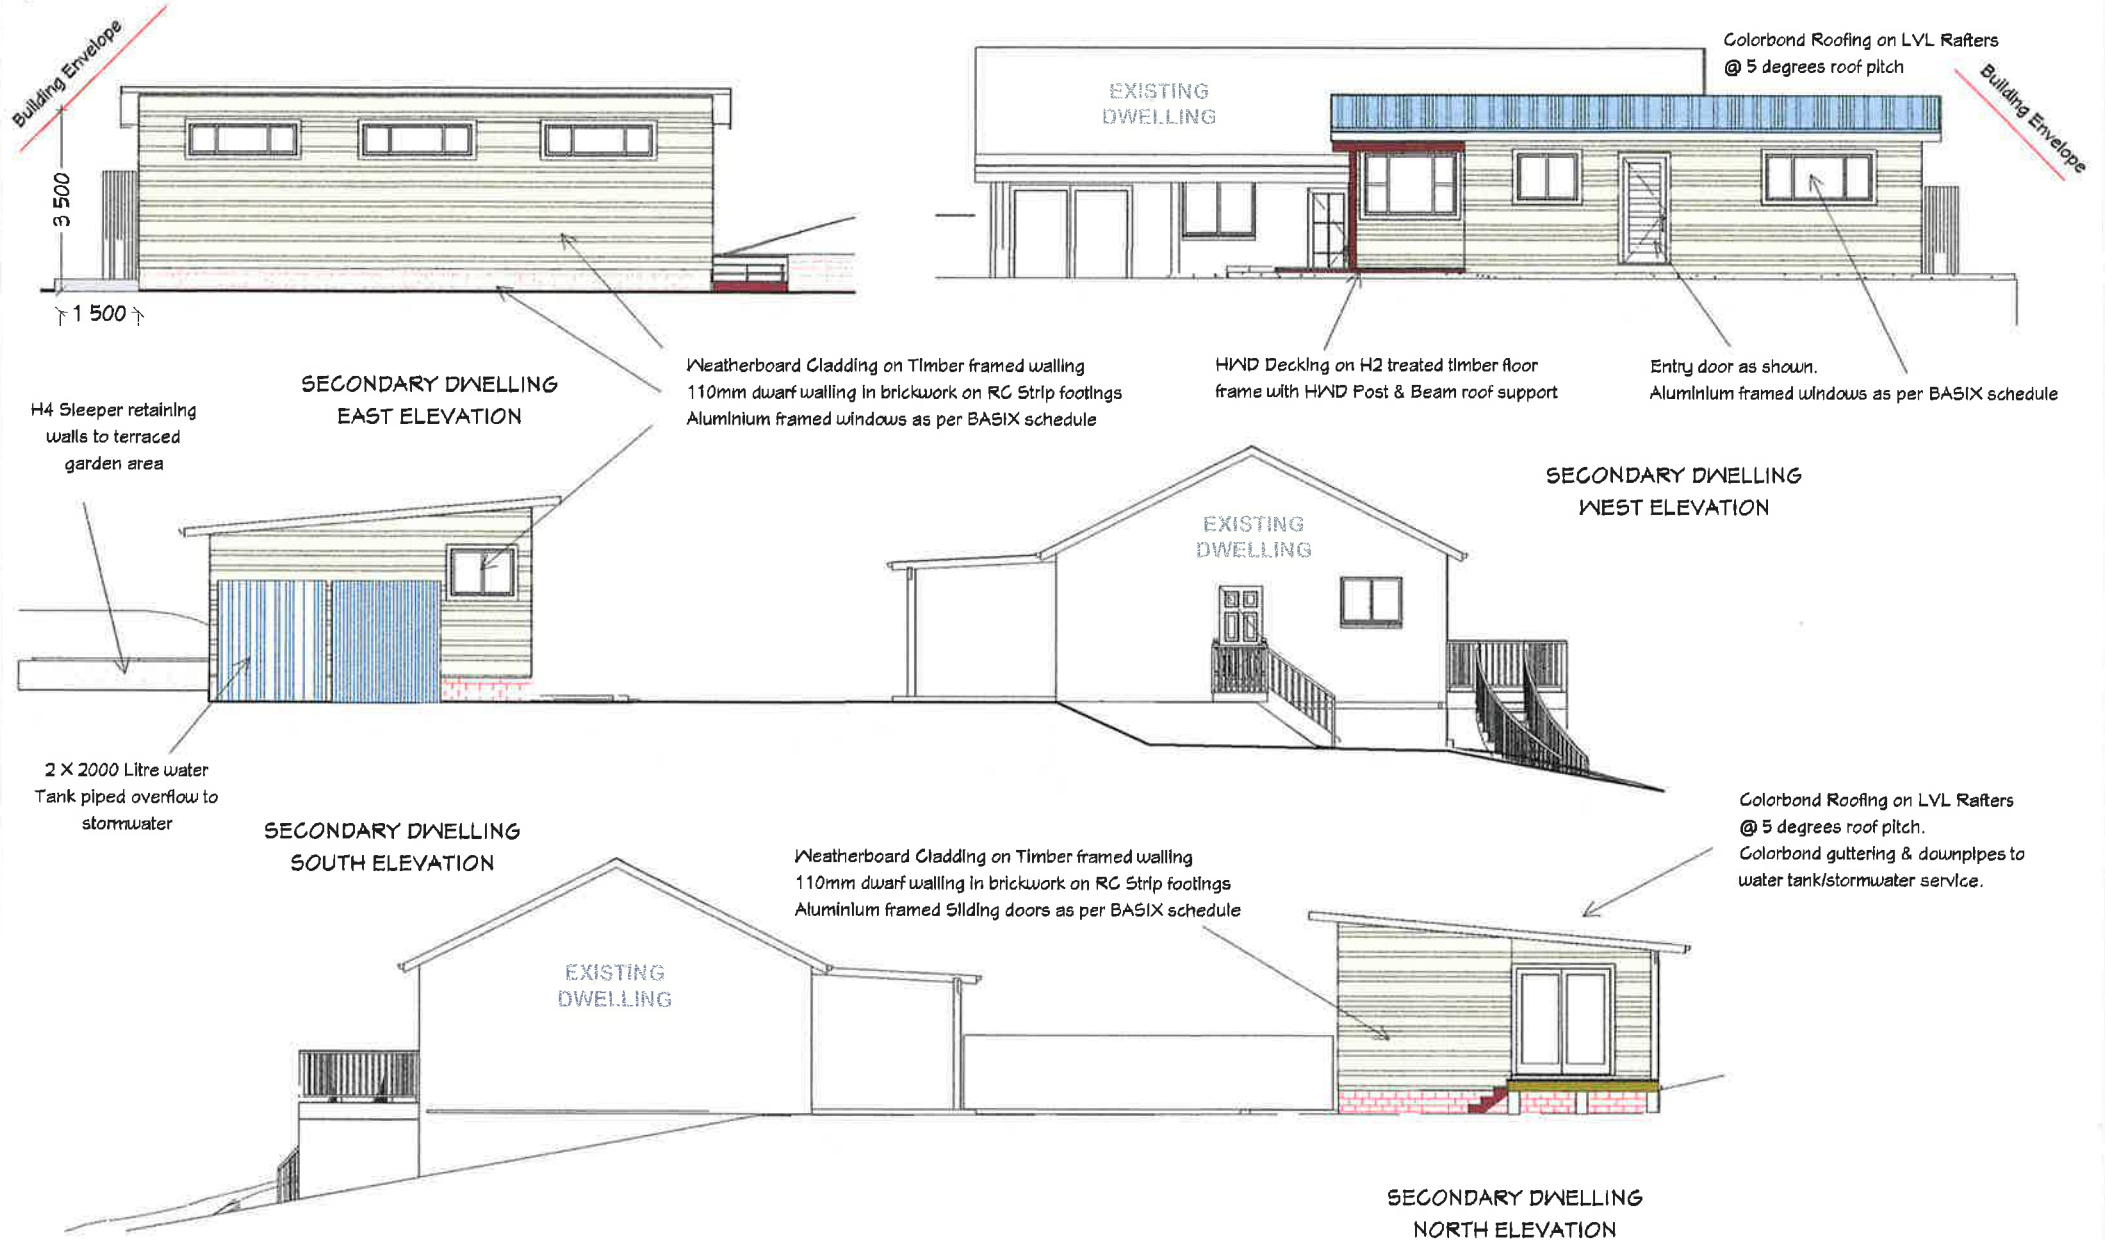 Building Envelope
3 500
1 500
SECONDARY DWELLING
EAST ELEVATION
EXISTING
DWELLING
Colorbond Roofing on LVL Rafters
@ 5 degrees roof pitch
Building Envelope
Weatherboard Cladding on Timber framed walling
110mm dwarf walling in brickwork on RC Strip footings
Aluminium framed windows as per BASIX schedule
HWD Decking on H2 treated timber floor
frame with HWD Post & Beam roof support
Entry door as shown.
Aluminium framed windows as per BASIX schedule
SECONDARY DWELLING
WEST ELEVATION
H4 Sleeper retaining
walls to terraced
garden area
EXISTING
DWELLING
2 X 2000 Litre water
Tank piped overflow to
stormwater
SECONDARY DWELLING
SOUTH ELEVATION
Weatherboard Cladding on Timber framed walling
110mm dwarf walling in brickwork on RC Strip footings
Aluminium framed Sliding doors as per BASIX schedule
Colorbond Roofing on LVL Rafters
@ 5 degrees roof pitch.
Colorbond guttering & downpipes to
water tank/stormwater service.
EXISTING
DWELLING
SECONDARY DWELLING
NORTH ELEVATION